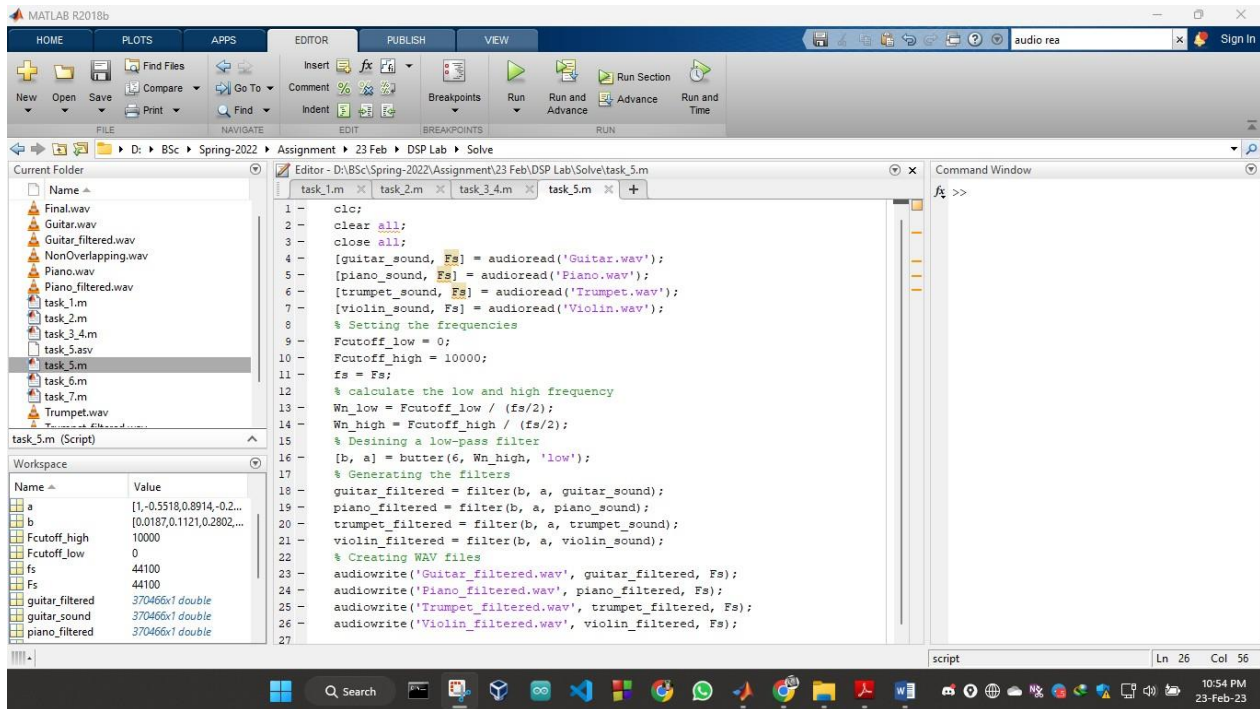 MATLAB R2018b
HOME PLOTS APPS EDITOR PUBLISH VIEW audio rea Sign In
New Open Save Find Files Compare Print Go To Find Insert fx Comment % Indent Breakpoints Run Run and Advance Run Section Advance Run and Time
FILE NAVIGATE EDIT BREAKPOINTS RUN
D: BSc Spring-2022 Assignment 23 Feb DSP Lab Solve
Current Folder
Name
Final.wav
Guitar.wav
Guitar_filtered.wav
NonOverlapping.wav
Piano.wav
Piano_filtered.wav
task_1.m
task_2.m
task_3_4.m
task_5.asv
task_5.m
task_6.m
task_7.m
Trumpet.wav
task_5.m (Script)
Workspace
Name Value
a [1,-0.5518,0.8914,-0.2...
b [0.0187,0.1121,0.2802,...
Fcutoff_high 10000
Fcutoff_low 0
fs 44100
Fs 44100
guitar_filtered 370466x1 double
guitar_sound 370466x1 double
piano_filtered 370466x1 double
Editor - D:\BSc\Spring-2022\Assignment\23 Feb\DSP Lab\Solve\task_5.m
task_1.m task_2.m task_3_4.m task_5.m +
1 - clc;
2 - clear all;
3 - close all;
4 - [guitar_sound, Fs] = audioread('Guitar.wav');
5 - [piano_sound, Fs] = audioread('Piano.wav');
6 - [trumpet_sound, Fs] = audioread('Trumpet.wav');
7 - [violin_sound, Fs] = audioread('Violin.wav');
8 % Setting the frequencies
9 - Fcutoff_low = 0;
10 - Fcutoff_high = 10000;
11 - fs = Fs;
12 % calculate the low and high frequency
13 - Wn_low = Fcutoff_low / (fs/2);
14 - Wn_high = Fcutoff_high / (fs/2);
15 % Desining a low-pass filter
16 - [b, a] = butter(6, Wn_high, 'low');
17 % Generating the filters
18 - guitar_filtered = filter(b, a, guitar_sound);
19 - piano_filtered = filter(b, a, piano_sound);
20 - trumpet_filtered = filter(b, a, trumpet_sound);
21 - violin_filtered = filter(b, a, violin_sound);
22 % Creating WAV files
23 - audiowrite('Guitar_filtered.wav', guitar_filtered, Fs);
24 - audiowrite('Piano_filtered.wav', piano_filtered, Fs);
25 - audiowrite('Trumpet_filtered.wav', trumpet_filtered, Fs);
26 - audiowrite('Violin_filtered.wav', violin_filtered, Fs);
27
Command Window
fx >>
script Ln 26 Col 56
Search
10:54 PM
23-Feb-23